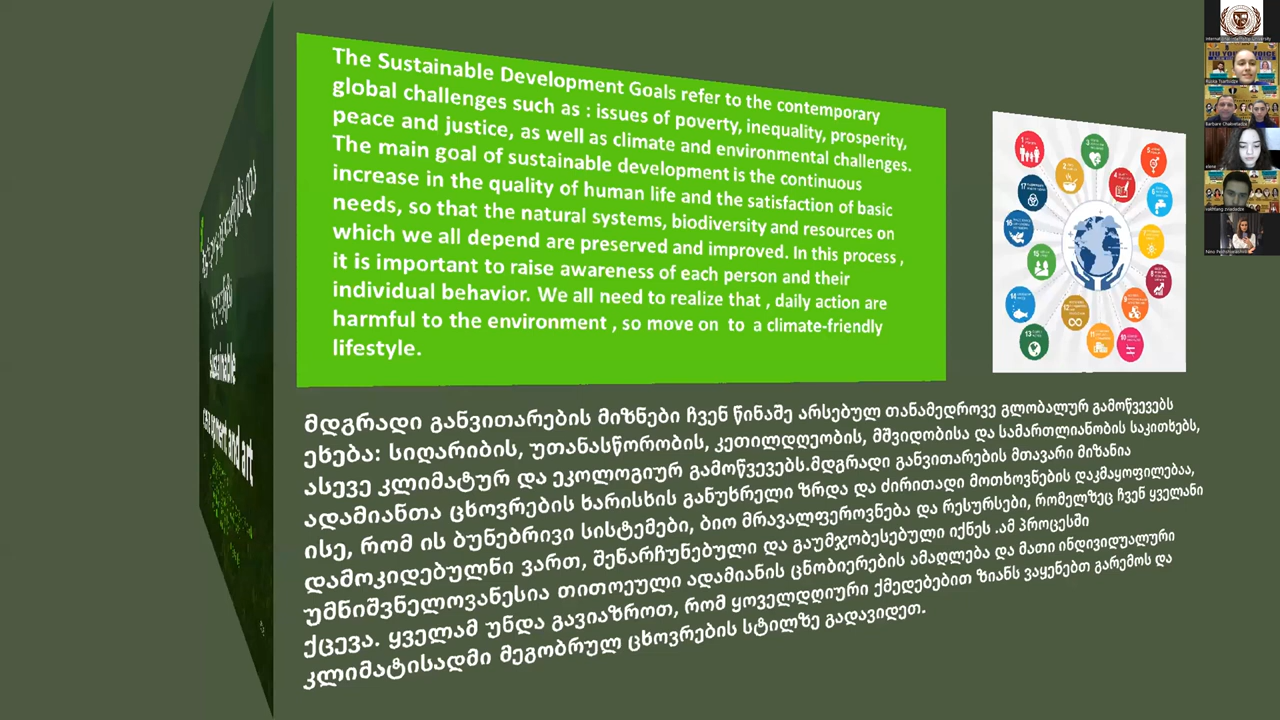 The Sustainable Development Goals refer to the contemporary
global challenges such as : issues of poverty, inequality, prosperity,
peace and justice, as well as climate and environmental challenges.
The main goal of sustainable development is the continuous
increase in the quality of human life and the satisfaction of basic
needs, so that the natural systems, biodiversity and resources on
which we all depend are preserved and improved. In this process ,
it is important to raise awareness of each person and their
individual behavior. We all need to realize that , daily action are
harmful to the environment , so move on to a climate-friendly
lifestyle.
მდგრადი განვითარების მიზნები ჩვენ წინაშე არსებულ თანამედროვე გლობალურ გამოწვევებს
ეხება: სიღარიბის, უთანასწორობის, კეთილდღეობის, მშვიდობისა და სამართლიანობის საკითხებს,
ასევე კლიმატურ და ეკოლოგიურ გამოწვევებს.მდგრადი განვითარების მთავარი მიზანია
ადამიანთა ცხოვრების ხარისხის განუხრელი ზრდა და ძირითადი მოთხოვნების დაკმაყოფილებაა,
ისე, რომ ის ბუნებრივი სისტემები, ბიო მრავალფეროვნება და რესურსები, რომელზეც ჩვენ ყველანი
დამოკიდებულნი ვართ, შენარჩუნებული და გაუმჯობესებული იქნეს .ამ პროცესში
უმნიშვნელოვანესია თითოეული ადამიანის ცნობიერების ამაღლება და მათი ინდივიდუალური
ქცევა. ყველამ უნდა გავიაზროთ, რომ ყოველდღიური ქმედებებით ზიანს ვაყენებთ გარემოს და
კლიმატისადმი მეგობრულ ცხოვრების სტილზე გადავიდეთ.
Sustainable
and art